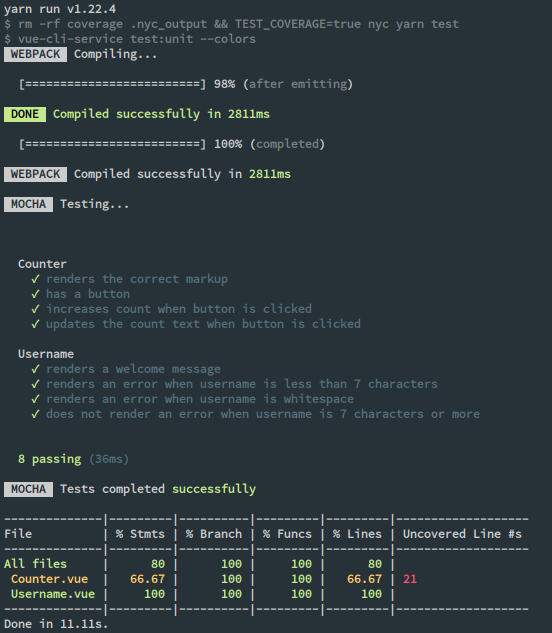 yarn run v1.22.4
$ rm -rf coverage .nyc_output && TEST_COVERAGE=true nyc yarn test
$ vue-cli-service test:unit --colors
WEBPACK Compiling...
[=========================] 98% (after emitting)
DONE Compiled successfully in 2811ms
[=========================] 100% (completed)
WEBPACK Compiled successfully in 2811ms
MOCHA Testing...
Counter
✓ renders the correct markup
✓ has a button
✓ increases count when button is clicked
✓ updates the count text when button is clicked
Username
✓ renders a welcome message
✓ renders an error when username is less than 7 characters
✓ renders an error when username is whitespace
✓ does not render an error when username is 7 characters or more
8 passing (36ms)
MOCHA Tests completed successfully
--------------|---------|----------|---------|---------|-------------------
File          | % Stmts | % Branch | % Funcs | % Lines | Uncovered Line #s
--------------|---------|----------|---------|---------|-------------------
All files     |      80 |      100 |     100 |      80 |
 Counter.vue  |   66.67 |      100 |     100 |   66.67 | 21
 Username.vue |     100 |      100 |     100 |     100 |
--------------|---------|----------|---------|---------|-------------------
Done in 11.11s.